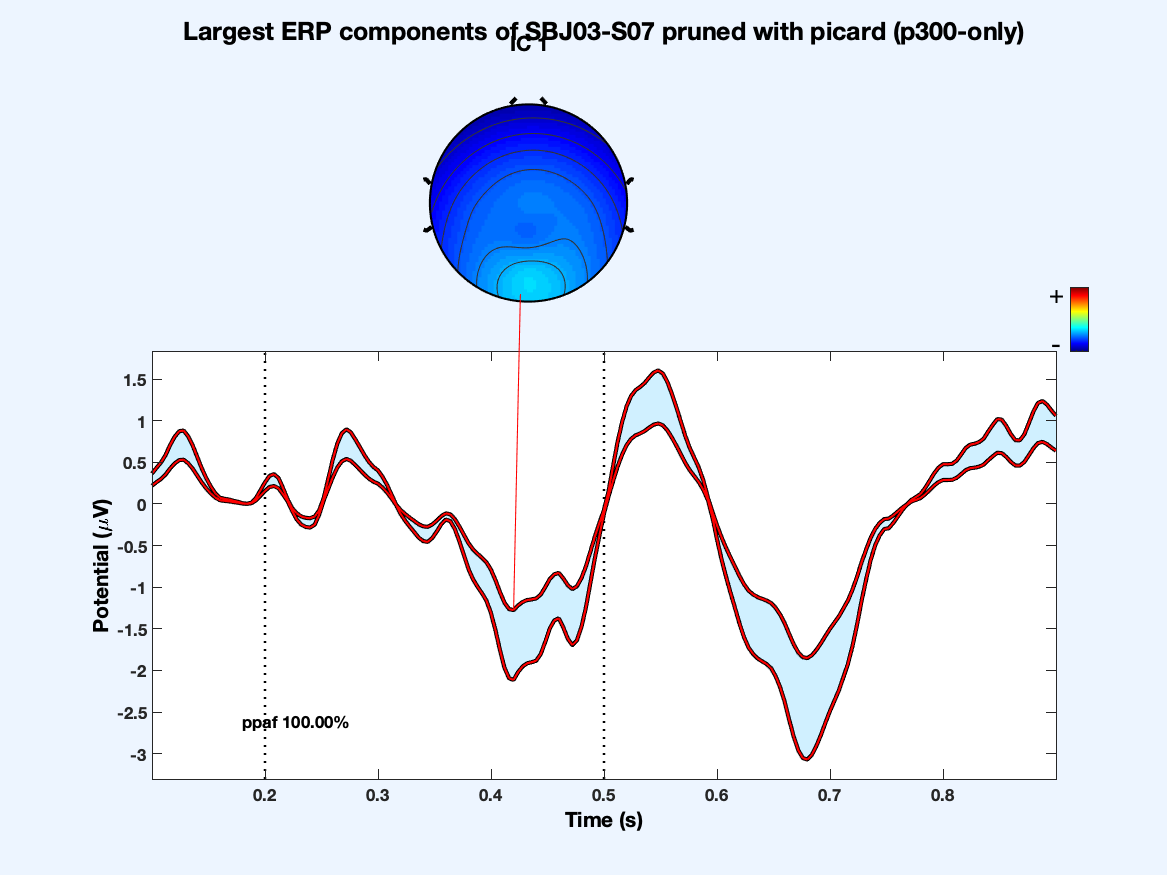 Largest ERP components of SBJ03-S07 pruned with picard (p300-only)
IC 1
+
-
1.5
1
0.5
0
-0.5
-1
-1.5
-2
-2.5
-3
Potential (μV)
ppaf 100.00%
0.2 0.3 0.4 0.5 0.6 0.7 0.8
Time (s)